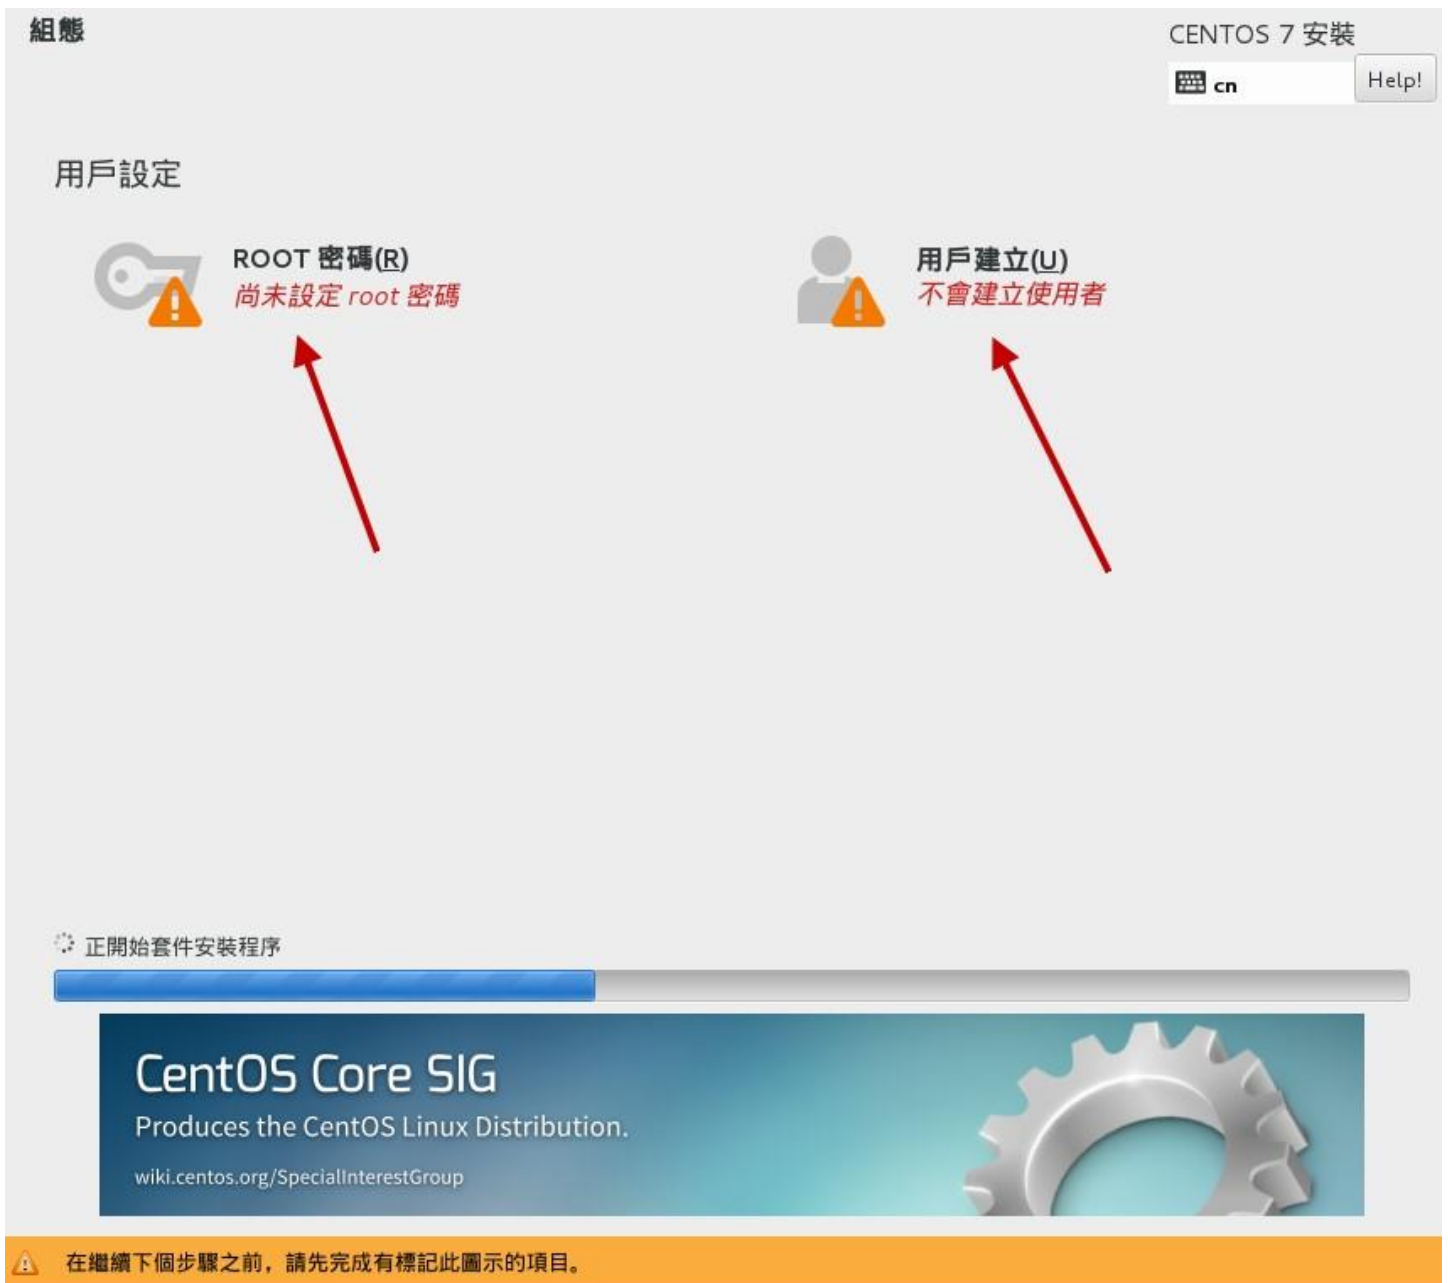 組態
CENTOS 7 安裝
cn
Help!
用戶設定
ROOT 密碼(R)
尚未設定 root 密碼
用戶建立(U)
不會建立使用者
正開始套件安裝程序
CentOS Core SIG
Produces the CentOS Linux Distribution.
wiki.centos.org/SpecialInterestGroup
在繼續下個步驟之前，請先完成有標記此圖示的項目。